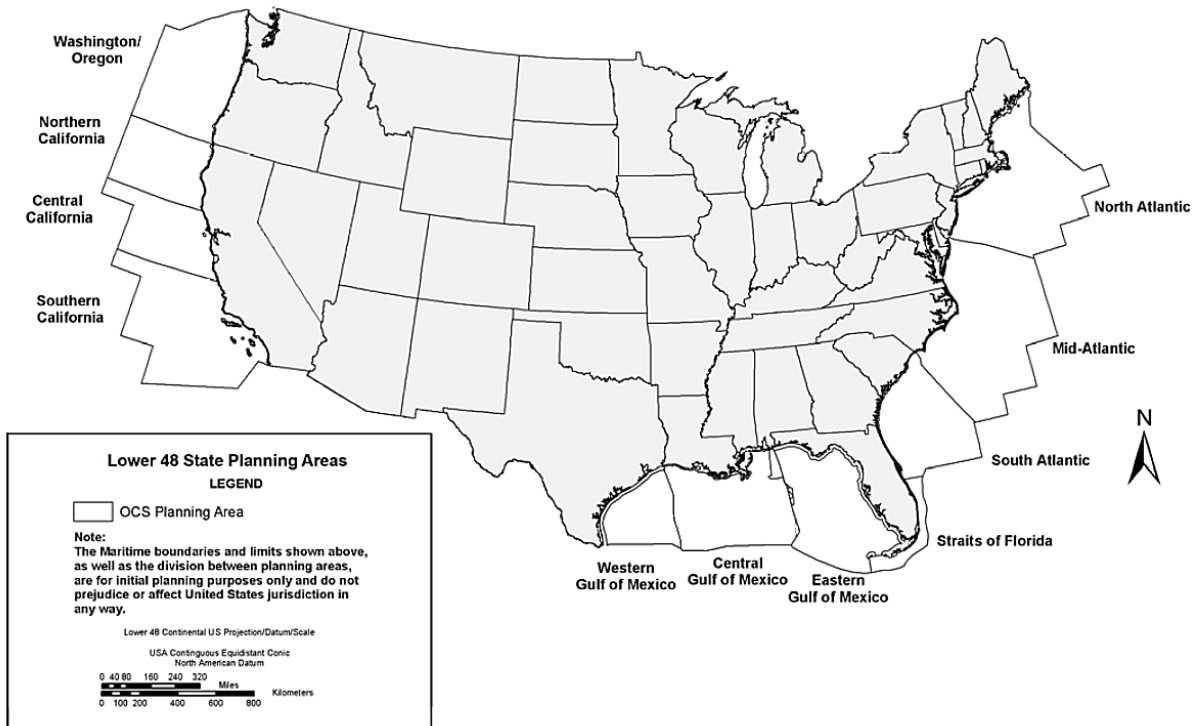 Washington/
Oregon
Northern
California
Central
California
Southern
California
North Atlantic
Mid-Atlantic
N
South Atlantic
Straits of Florida
Western
Gulf of Mexico
Central
Gulf of Mexico
Eastern
Gulf of Mexico
Lower 48 State Planning Areas
LEGEND
OCS Planning Area
Note:
The Maritime boundaries and limits shown above,
as well as the division between planning areas,
are for initial planning purposes only and do not
prejudice or affect United States jurisdiction in
any way.
Lower 48 Continental US Projection/Datum/Scale
USA Continguous Equidistant Conic
North American Datum
0 40 80 160 240 320
Miles
Kilometers
0 100 200 400 600 800